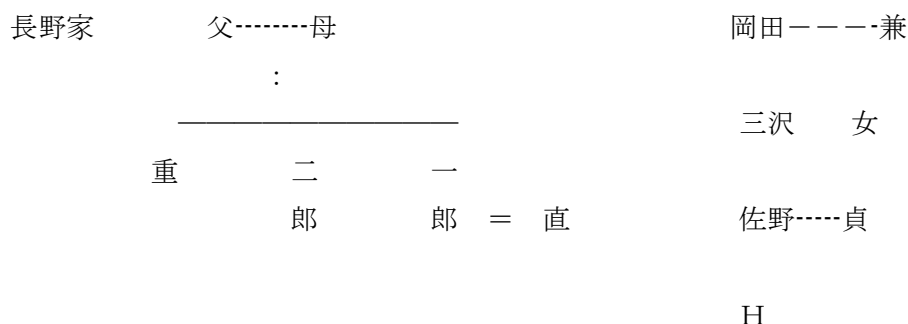 長野家 父--------母 岡田－－－-兼
:
三沢 女
重 二 一
郎 郎 ＝ 直 佐野-----貞
H